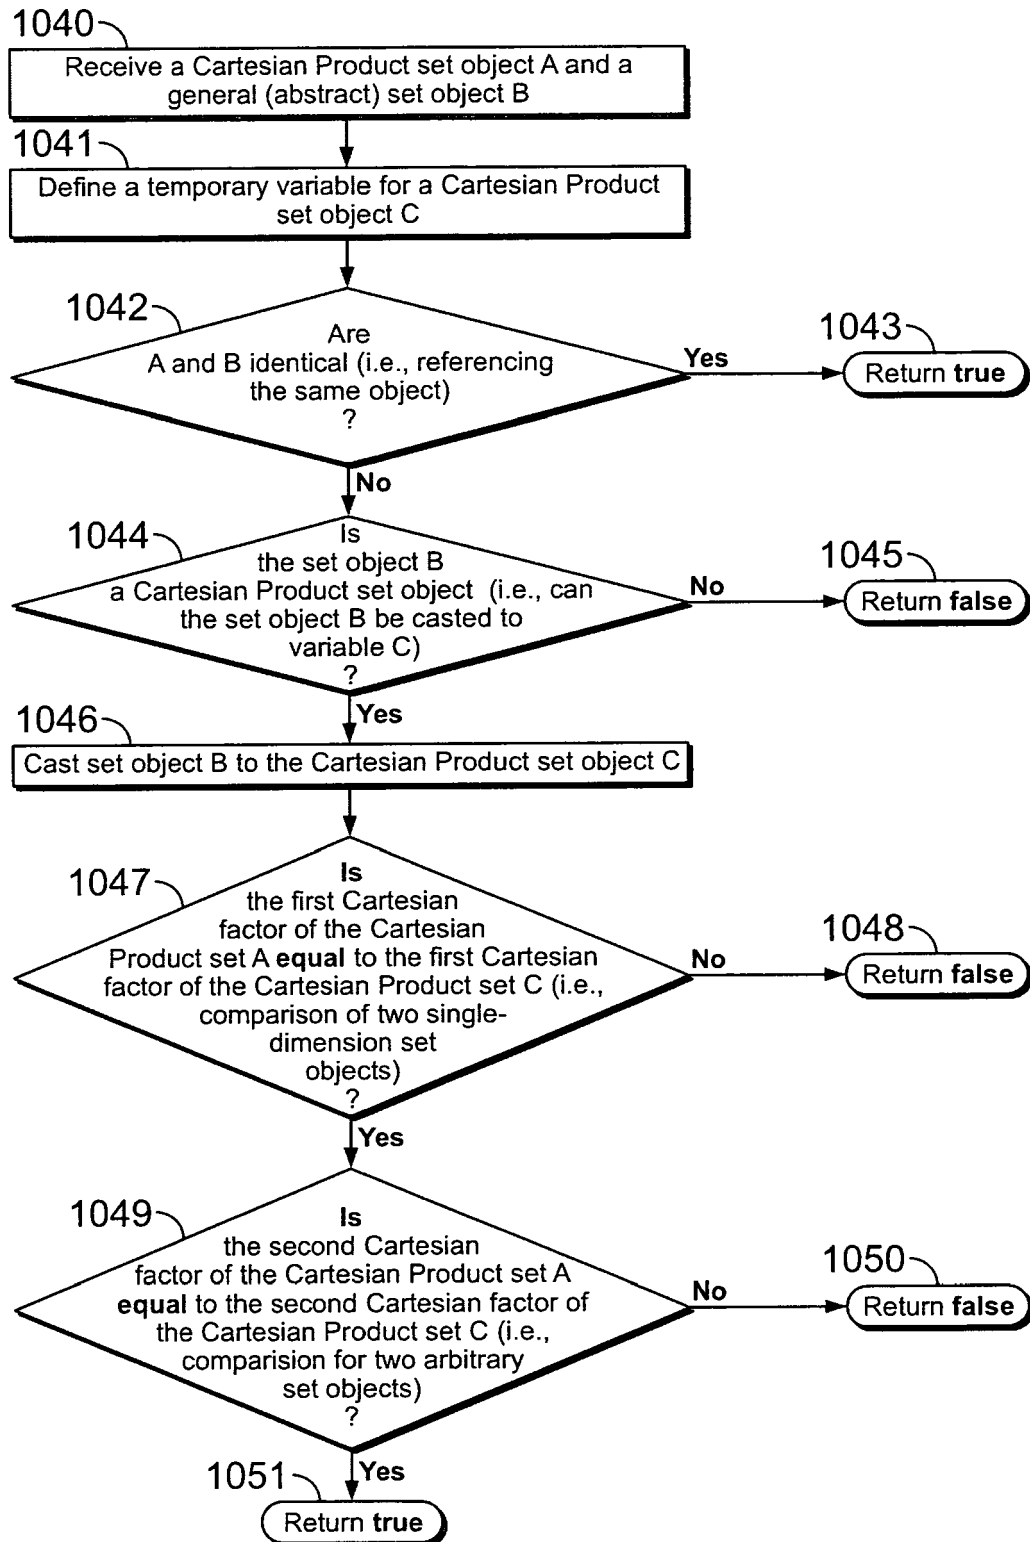 1040
Receive a Cartesian Product set object A and a
general (abstract) set object B
1041
Define a temporary variable for a Cartesian Product
set object C
1042
Are
A and B identical (i.e., referencing
the same object)
?
Yes
1043
Return true
No
1044
Is
the set object B
a Cartesian Product set object (i.e., can
the set object B be casted to
variable C)
?
No
1045
Return false
Yes
1046
Cast set object B to the Cartesian Product set object C
1047
Is
the first Cartesian
factor of the Cartesian
Product set A equal to the first Cartesian
factor of the Cartesian Product set C (i.e.,
comparison of two single-
dimension set
objects)
?
No
1048
Return false
Yes
1049
Is
the second Cartesian
factor of the Cartesian Product set A
equal to the second Cartesian factor of
the Cartesian Product set C (i.e.,
comparision for two arbitrary
set objects)
?
No
1050
Return false
Yes
1051
Return true